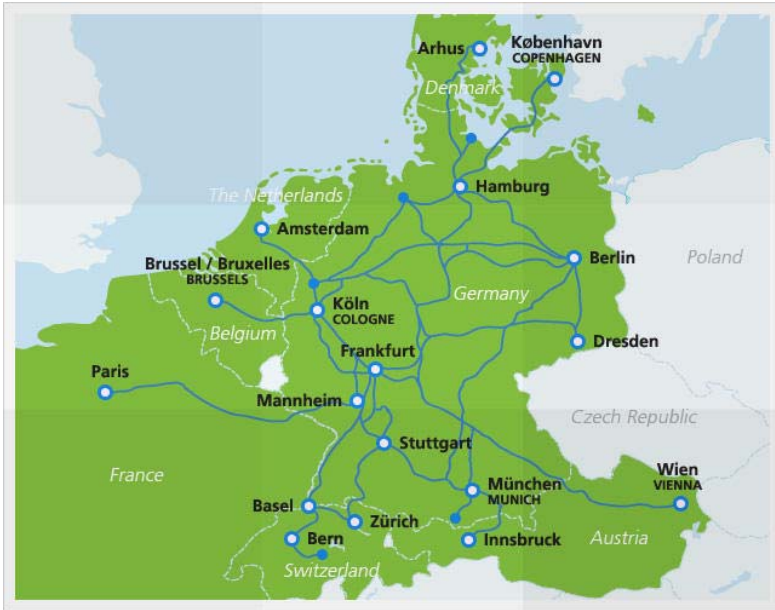 Arhus
København
COPENHAGEN
Denmark
Hamburg
The Netherlands
Amsterdam
Brussel / Bruxelles
BRUSSELS
Berlin
Poland
Köln
COLOGNE
Germany
Belgium
Dresden
Frankfurt
Paris
Mannheim
Czech Republic
Stuttgart
France
Wien
VIENNA
München
MUNICH
Basel
Zürich
Bern
Innsbruck
Austria
Switzerland